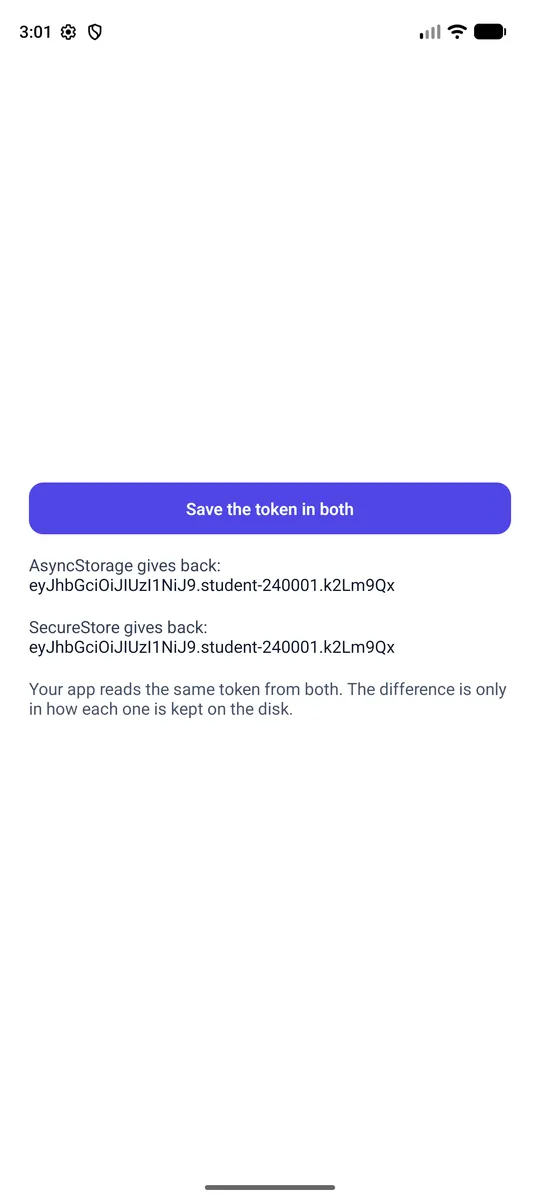 3:01
Save the token in both
AsyncStorage gives back:
eyJhbGciOiJIUzI1NiJ9.student-240001.k2Lm9Qx
SecureStore gives back:
eyJhbGciOiJIUzI1NiJ9.student-240001.k2Lm9Qx
Your app reads the same token from both. The difference is only
in how each one is kept on the disk.